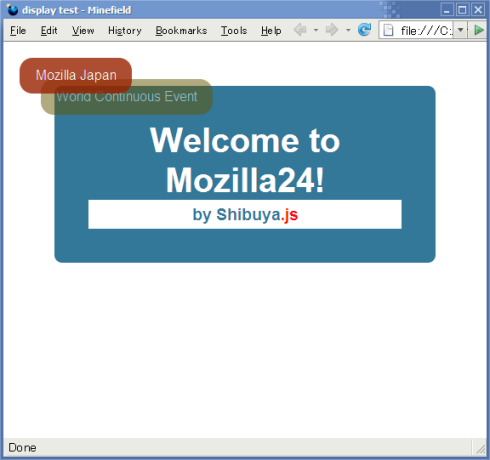 display test - Minefield
File Edit View History Bookmarks Tools Help file:///C:
Mozilla Japan
World Continuous Event
Welcome to
Mozilla24!
by Shibuya.js
Done